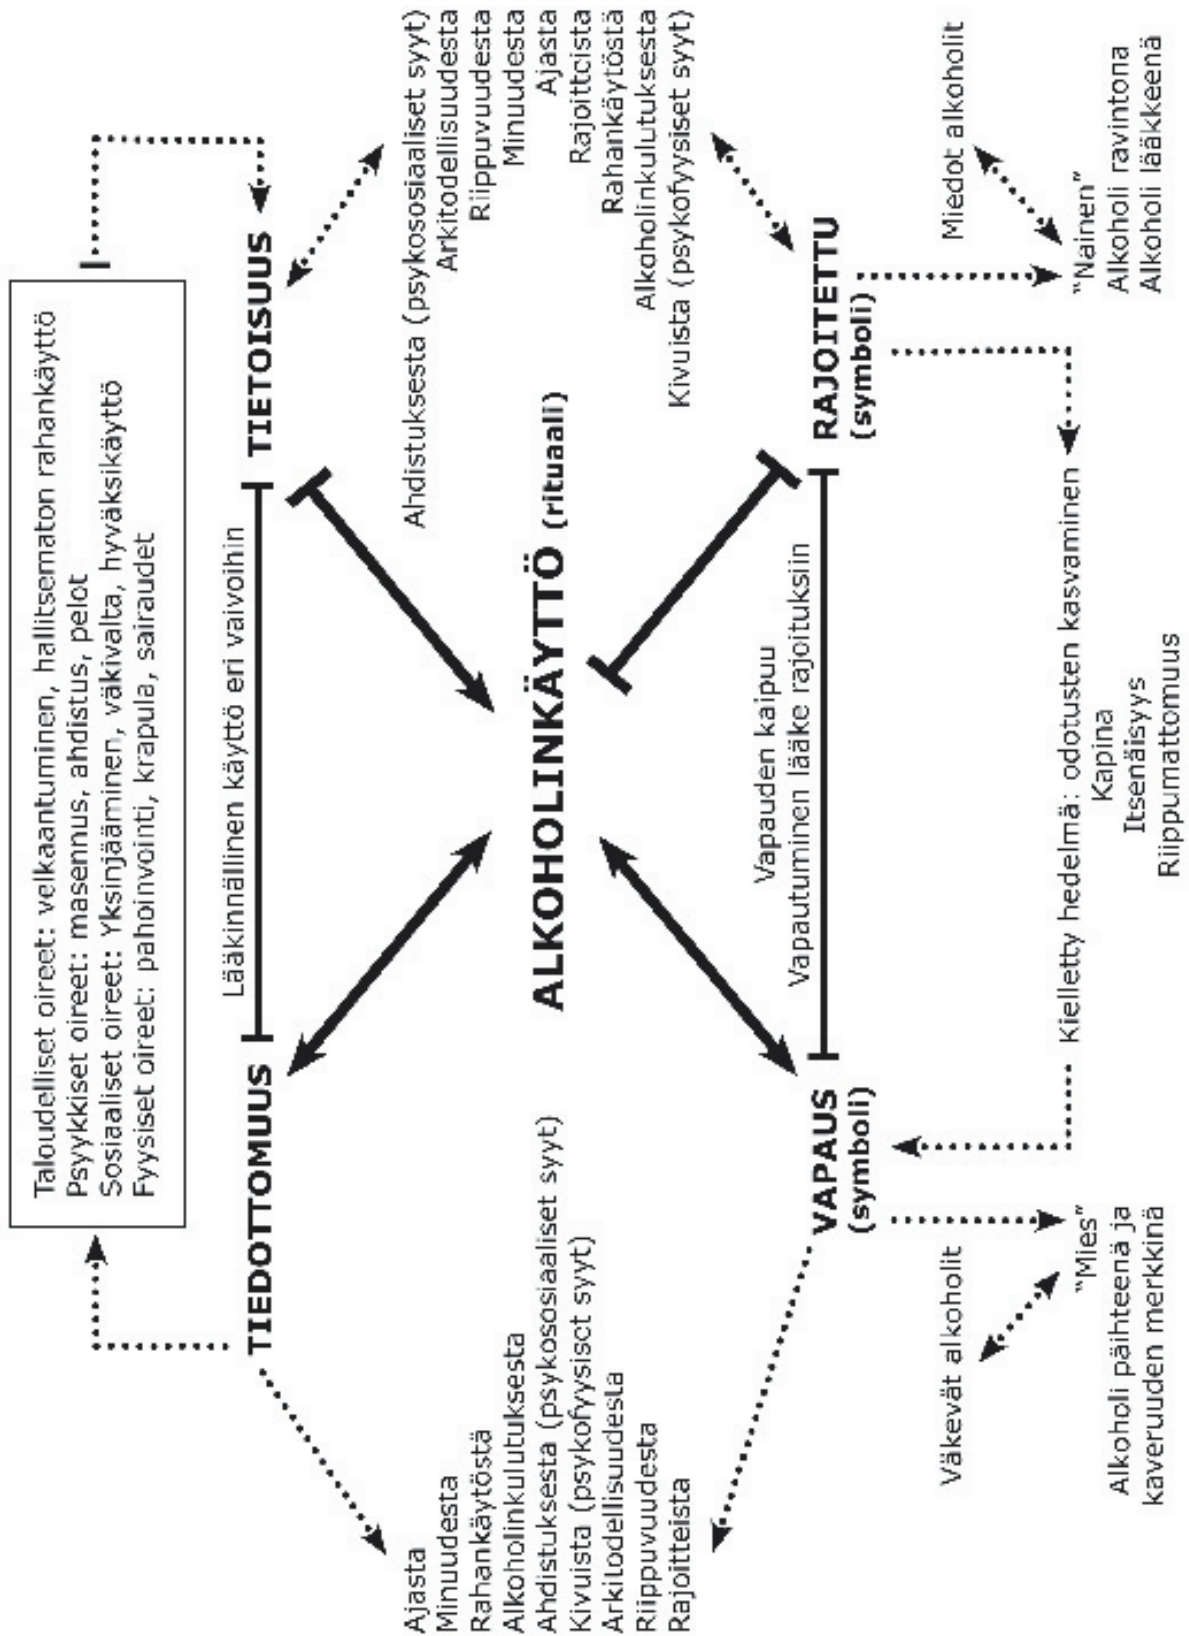 Taloudelliset oireet: velkaantuminen, hallitsematon rahankäyttö
Psyykkiset oireet: masennus, ahdistus, pelot
Sosiaaliset oireet: Yksinjääminen, väkivalta, hyväksikäyttö
Fyysiset oireet: pahoinvointi, krapula, sairaudet
Lääkinnällinen käyttö eri vaivoihin
TIEDOTTOMUUS
TIETOISUUS
Ajasta
Minuudesta
Rahankäytöstä
Alkoholinkulutuksesta
Ahdistuksesta (psykososiaaliset syyt)
Kivuista (psykofyysisot syyt)
Arkitodellisuudesta
Riippuvuudesta
Rajoitteista
Ahdistuksesta (psykososiaaliset syyt)
Arkitodellisuudesta
Riippuvuudesta
Minuudesta
Ajasta
Rajoittcista
Rahankäytöstä
Alkoholinkulutuksesta
Kivuista (psykofyysiset syyt)
ALKOHOLINKÄYTTÖ (rituaali)
Vapauden kaipuu
Vapautuminen lääke rajoituksiin
VAPAUS
(symboli)
RAJOITETTU
(symboli)
Väkevät alkoholit
Miedot alkoholit
"Mies"
Alkoholi päihteenä ja
kaveruuden merkkinä
Kielletty hedelmä: odotusten kasvaminen
Kapina
Itsenäisyys
Riippumattomuus
"Nainen"
Alkoholi ravintona
Alkoholi lääkkeenä